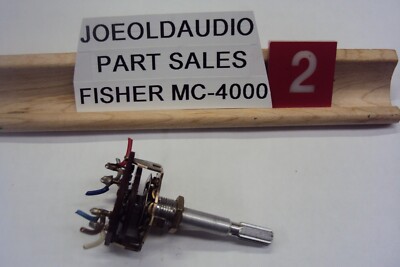 JOEOLDAUDIO
PART SALES
FISHER MC-4000
2